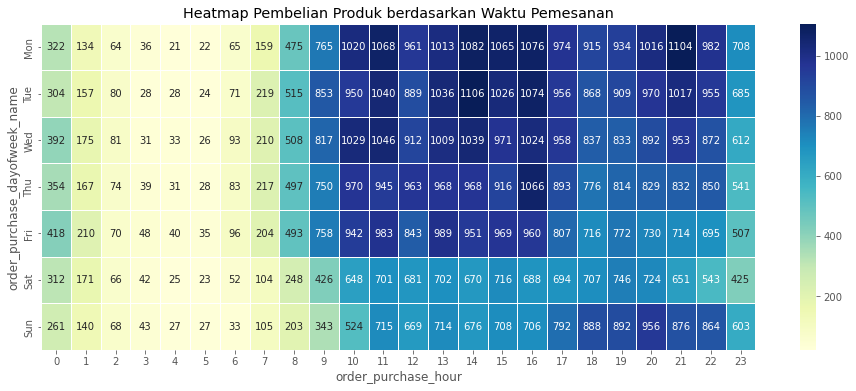 Heatmap Pembelian Produk berdasarkan Waktu Pemesanan
order_purchase_dayofweek_name
Mon 322 134 64 36 21 22 65 159 475 765 1020 1068 961 1013 1082 1065 1076 974 915 934 1016 1104 982 708
Tue 304 157 80 28 28 24 71 219 515 853 950 1040 889 1036 1106 1026 1074 956 868 909 970 1017 955 685
Wed 392 175 81 31 33 26 93 210 508 817 1029 1046 912 1009 1039 971 1024 958 837 833 892 953 872 612
Thu 354 167 74 39 31 28 83 217 497 750 970 945 963 968 968 916 1066 893 776 814 829 832 850 541
Fri 418 210 70 48 40 35 96 204 493 758 942 983 843 989 951 969 960 807 716 772 730 714 695 507
Sat 312 171 66 42 25 23 52 104 248 426 648 701 681 702 670 716 688 694 707 746 724 651 543 425
Sun 261 140 68 43 27 27 33 105 203 343 524 715 669 714 676 708 706 792 888 892 956 876 864 603
0 1 2 3 4 5 6 7 8 9 10 11 12 13 14 15 16 17 18 19 20 21 22 23
order_purchase_hour
1000
800
600
400
200